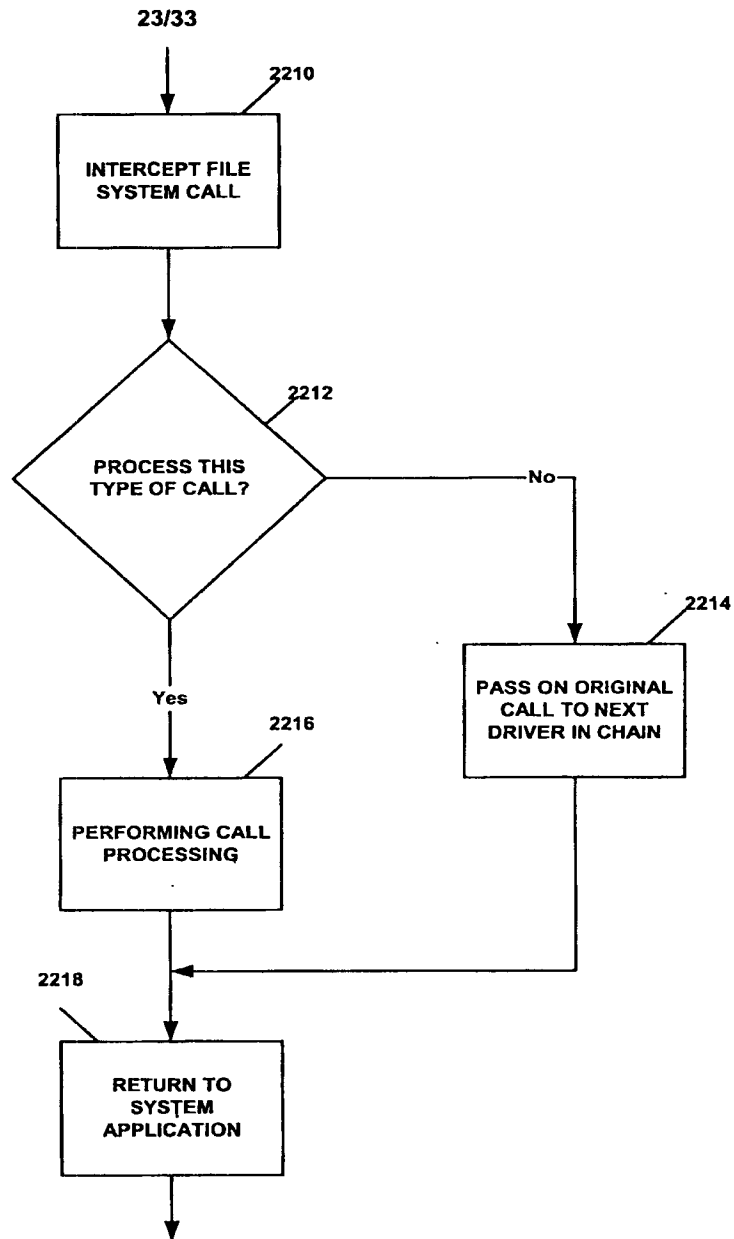 23/33
2210
INTERCEPT FILE
SYSTEM CALL
2212
PROCESS THIS
TYPE OF CALL?
No
2214
PASS ON ORIGINAL
CALL TO NEXT
DRIVER IN CHAIN
Yes
2216
PERFORMING CALL
PROCESSING
2218
RETURN TO
SYSTEM
APPLICATION